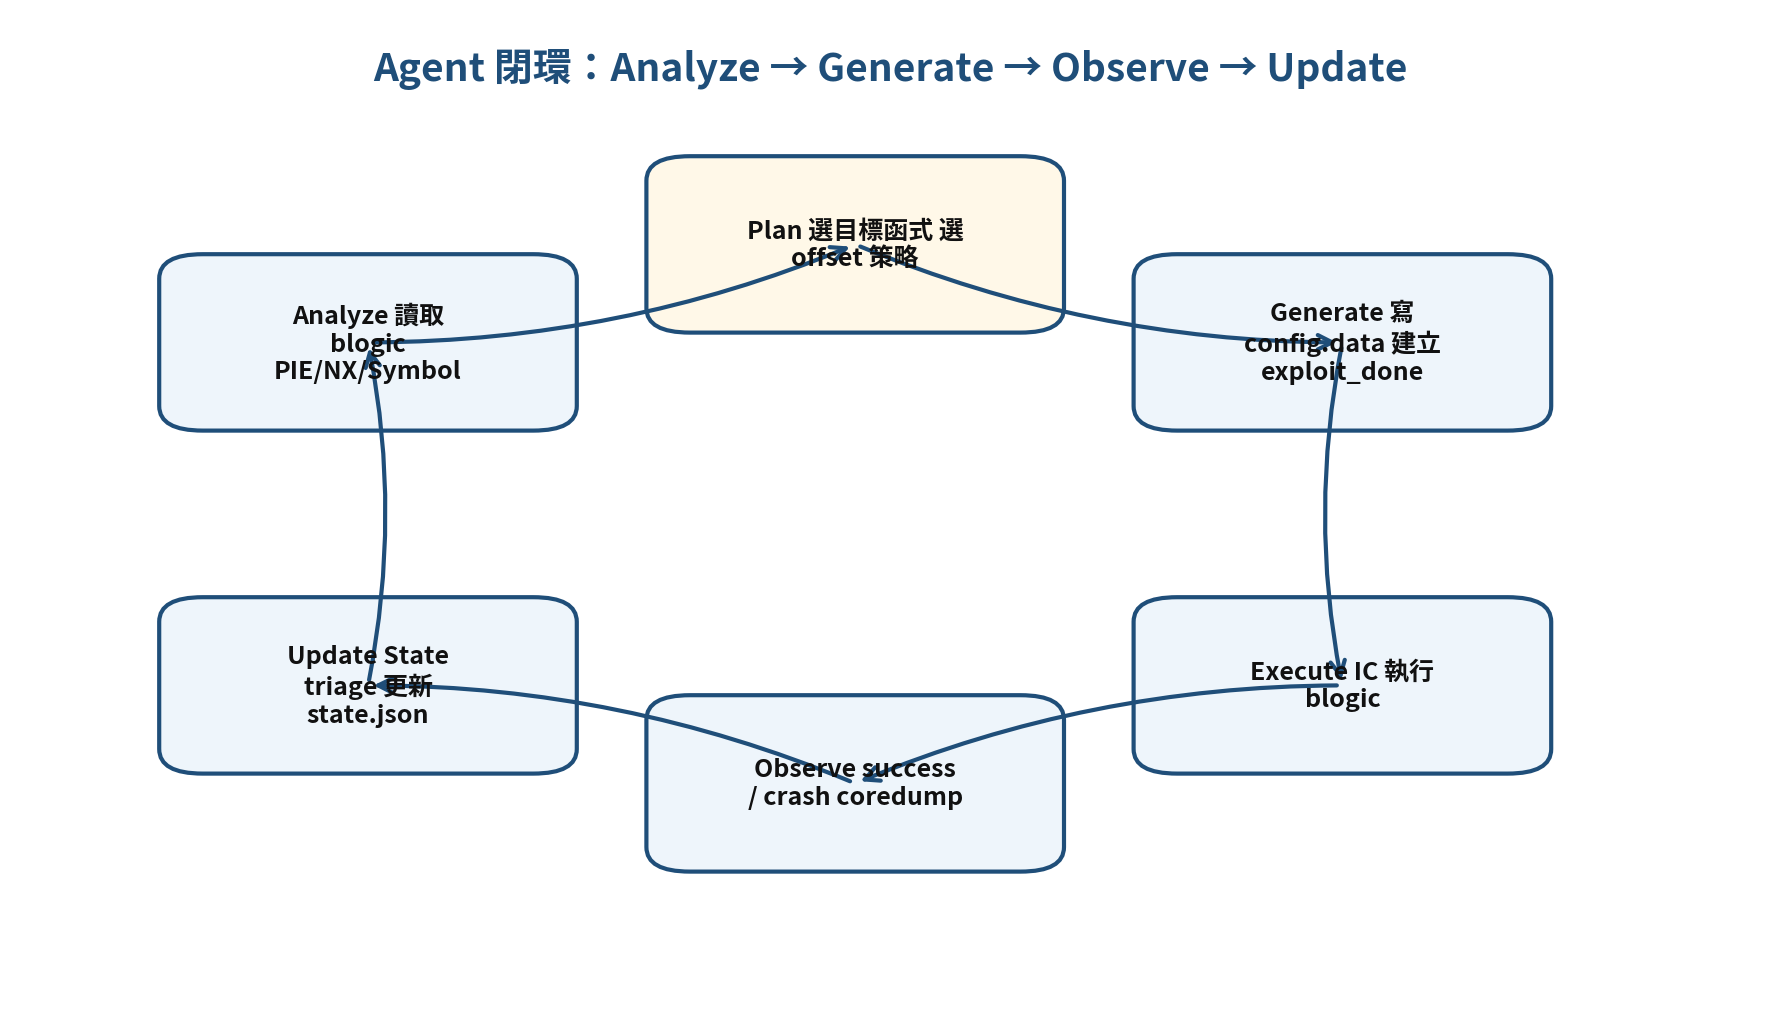 Agent 閉環：Analyze → Generate → Observe → Update
Plan 選目標函式 選
offset 策略
Analyze 讀取
blogic
PIE/NX/Symbol
Generate 寫
config.data 建立
exploit_done
Update State
triage 更新
state.json
Execute IC 執行
blogic
Observe success
/ crash coredump